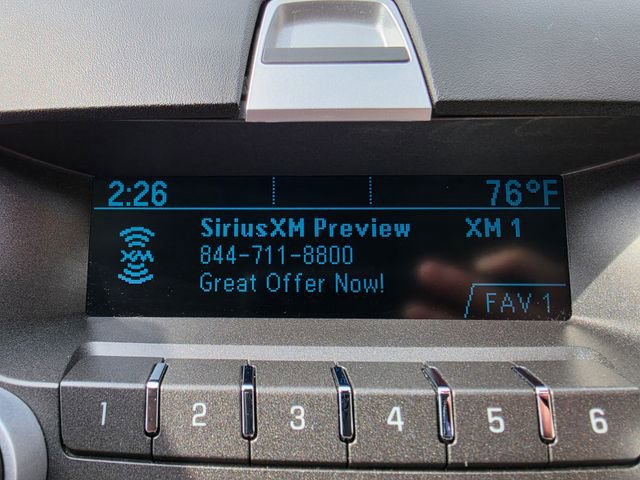 2:26 76°F
SiriusXM Preview XM 1
844-711-8800
XM
Great Offer Now!
FAV 1
1 2 3 4 5 6